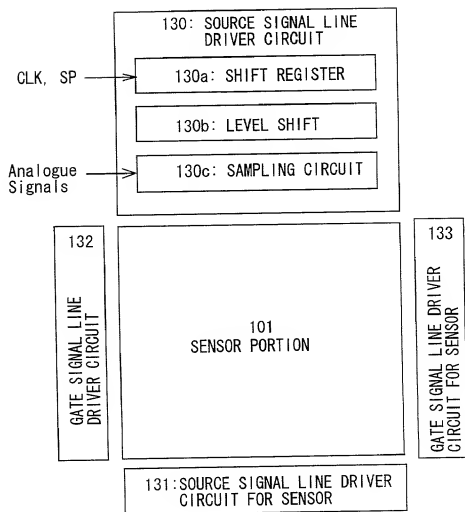 130: SOURCE SIGNAL LINE
DRIVER CIRCUIT
CLK, SP
130a: SHIFT REGISTER
130b: LEVEL SHIFT
Analogue
Signals
130c: SAMPLING CIRCUIT
132
GATE SIGNAL LINE
DRIVER CIRCUIT
101
SENSOR PORTION
133
GATE SIGNAL LINE DRIVER
CIRCUIT FOR SENSOR
131:SOURCE SIGNAL LINE DRIVER
CIRCUIT FOR SENSOR